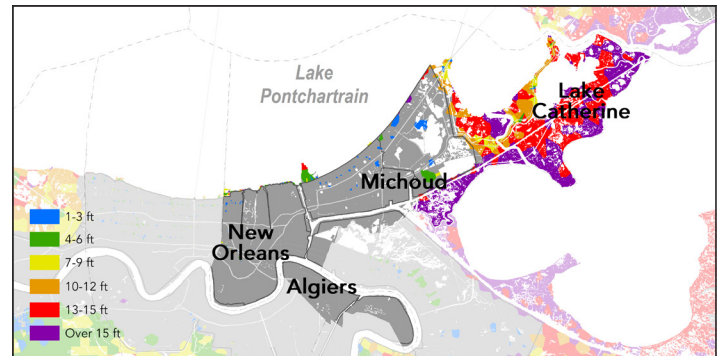 Lake
Pontchartrain
Lake
Catherine
Michoud
New
Orleans
Algiers
1-3 ft
4-6 ft
7-9 ft
10-12 ft
13-15 ft
Over 15 ft